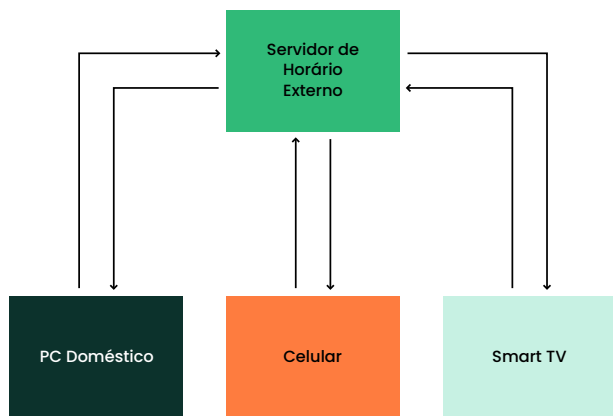 Servidor de
Horário
Externo
PC Doméstico
Celular
Smart TV